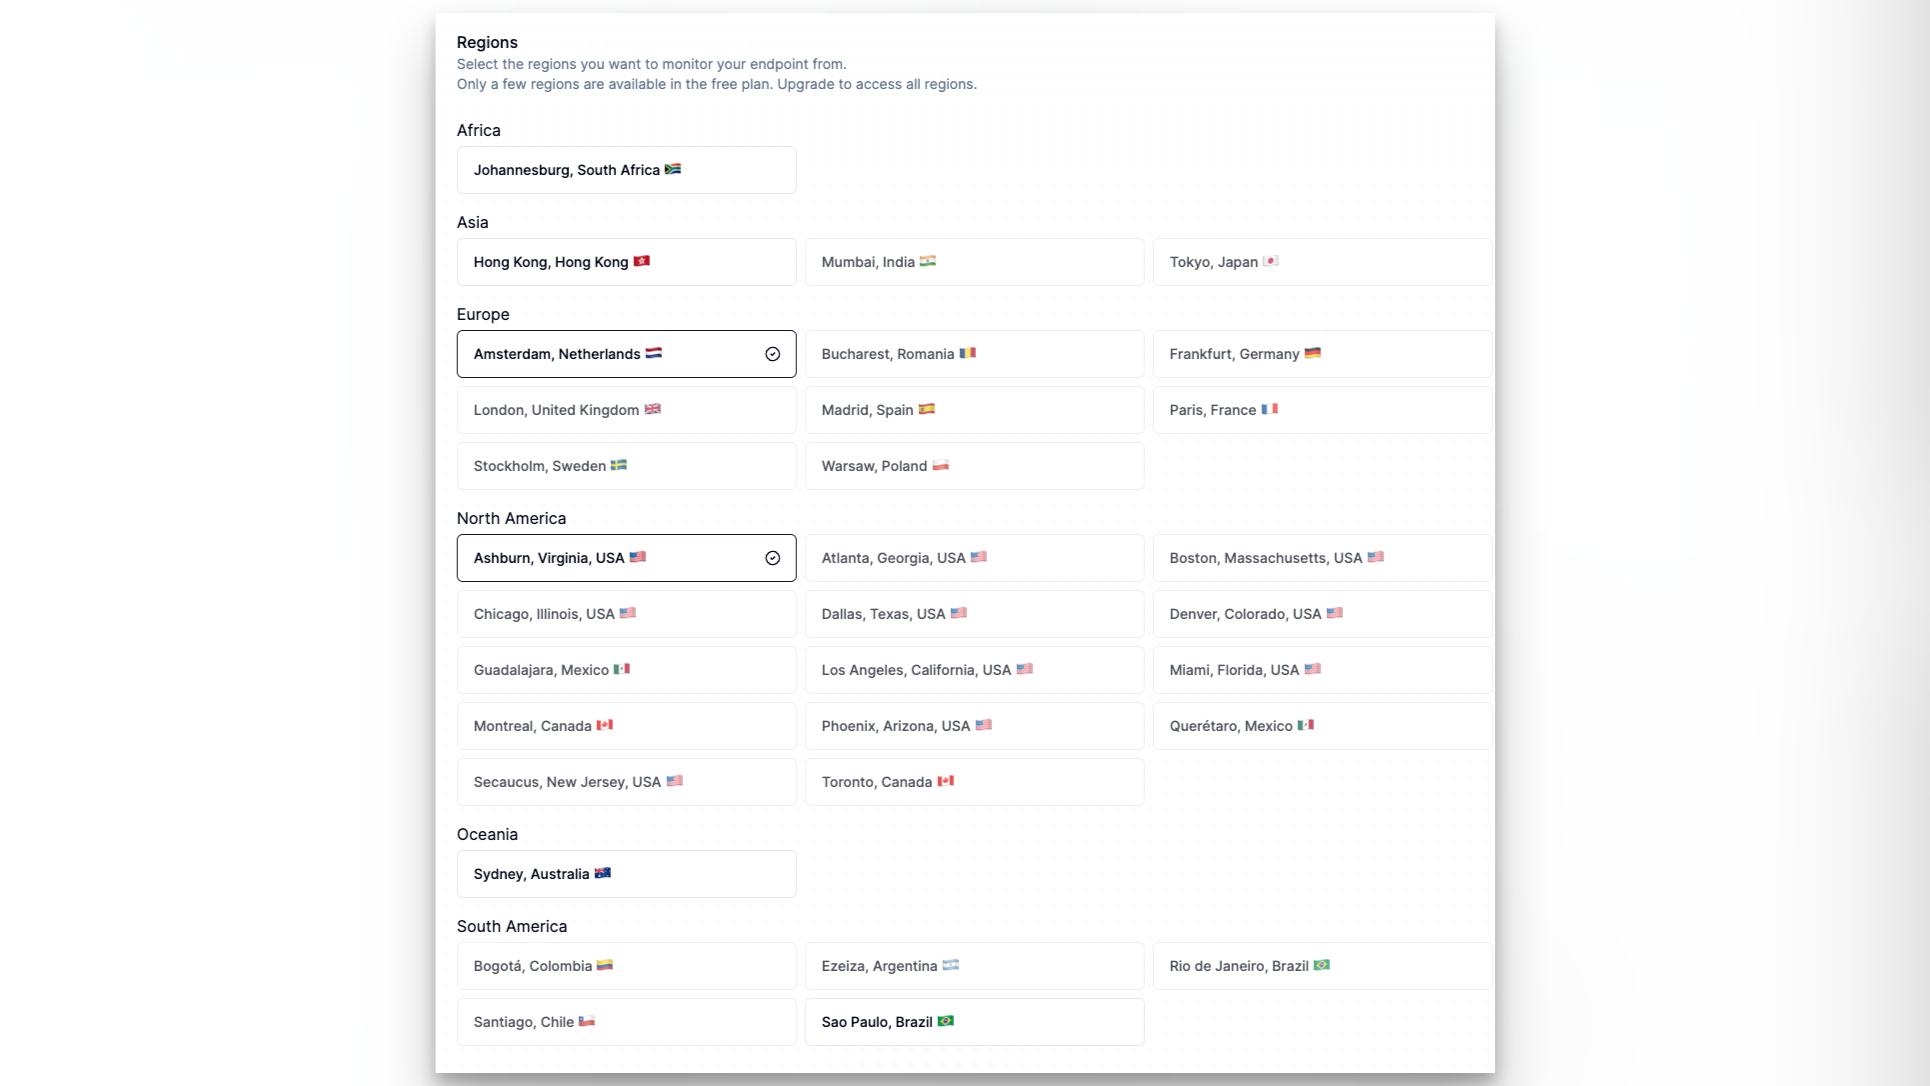 Regions
Select the regions you want to monitor your endpoint from.
Only a few regions are available in the free plan. Upgrade to access all regions.
Africa
Johannesburg, South Africa 🇿🇦
Asia
Hong Kong, Hong Kong 🇭🇰
Mumbai, India 🇮🇳
Tokyo, Japan 🇯🇵
Europe
Amsterdam, Netherlands 🇳🇱
Bucharest, Romania 🇷🇴
Frankfurt, Germany 🇩🇪
London, United Kingdom 🇬🇧
Madrid, Spain 🇪🇸
Paris, France 🇫🇷
Stockholm, Sweden 🇸🇪
Warsaw, Poland 🇵🇱
North America
Ashburn, Virginia, USA 🇺🇸
Atlanta, Georgia, USA 🇺🇸
Boston, Massachusetts, USA 🇺🇸
Chicago, Illinois, USA 🇺🇸
Dallas, Texas, USA 🇺🇸
Denver, Colorado, USA 🇺🇸
Guadalajara, Mexico 🇲🇽
Los Angeles, California, USA 🇺🇸
Miami, Florida, USA 🇺🇸
Montreal, Canada 🇨🇦
Phoenix, Arizona, USA 🇺🇸
Querétaro, Mexico 🇲🇽
Secaucus, New Jersey, USA 🇺🇸
Toronto, Canada 🇨🇦
Oceania
Sydney, Australia 🇦🇺
South America
Bogotá, Colombia 🇨🇴
Ezeiza, Argentina 🇦🇷
Rio de Janeiro, Brazil 🇧🇷
Santiago, Chile 🇨🇱
Sao Paulo, Brazil 🇧🇷